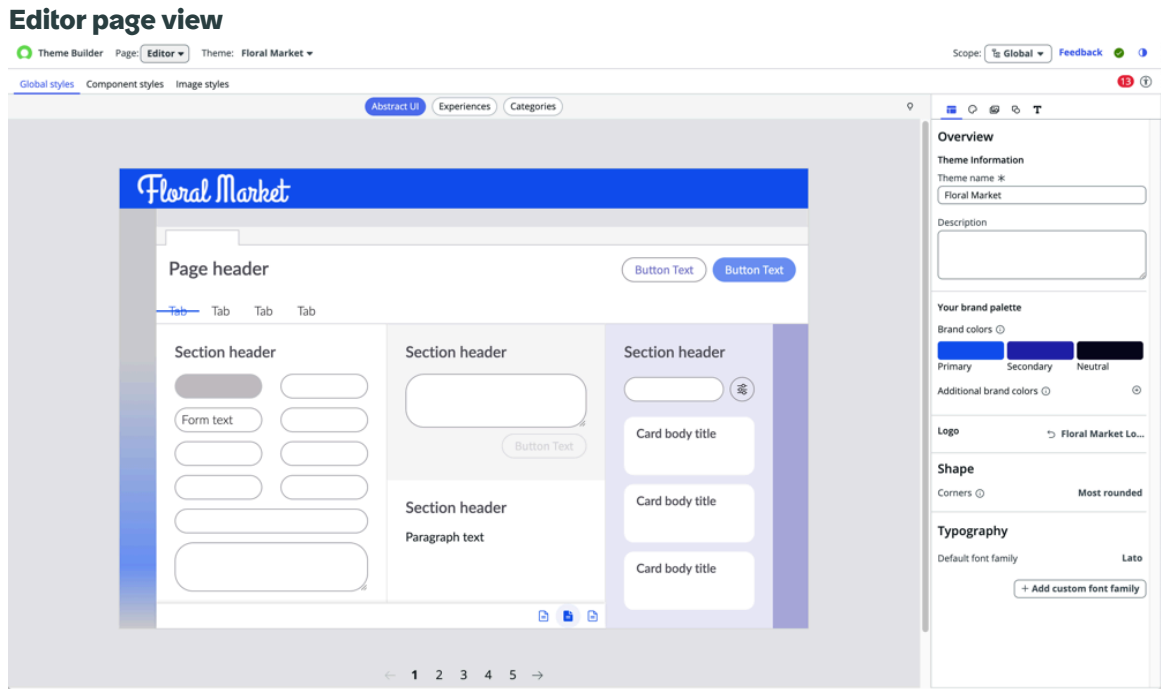 Editor page view
Theme Builder Page: Editor Theme: Floral Market Scope: Global Feedback
Global styles Component styles Image styles 13
Abstract UI Experiences Categories
Floral Market
Page header Button Text Button Text
Tab Tab Tab Tab
Section header
Form text
Section header
Button Text
Section header
Paragraph text
Section header
Card body title
Card body title
Card body title
1 2 3 4 5
Overview
Theme Information
Theme name *
Floral Market
Description
Your brand palette
Brand colors
Primary Secondary Neutral
Additional brand colors
Logo Floral Market Lo...
Shape
Corners Most rounded
Typography
Default font family Lato
+ Add custom font family